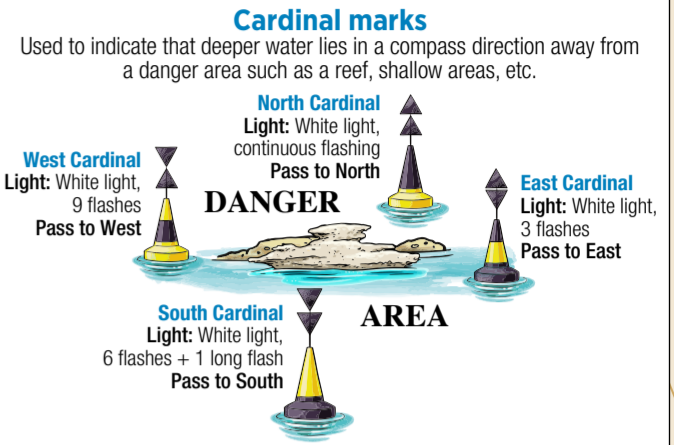 Cardinal marks
Used to indicate that deeper water lies in a compass direction away from
a danger area such as a reef, shallow areas, etc.
North Cardinal
Light: White light,
continuous flashing
Pass to North
West Cardinal
Light: White light,
9 flashes
Pass to West
DANGER
East Cardinal
Light: White light,
3 flashes
Pass to East
South Cardinal
Light: White light,
6 flashes + 1 long flash
Pass to South
AREA